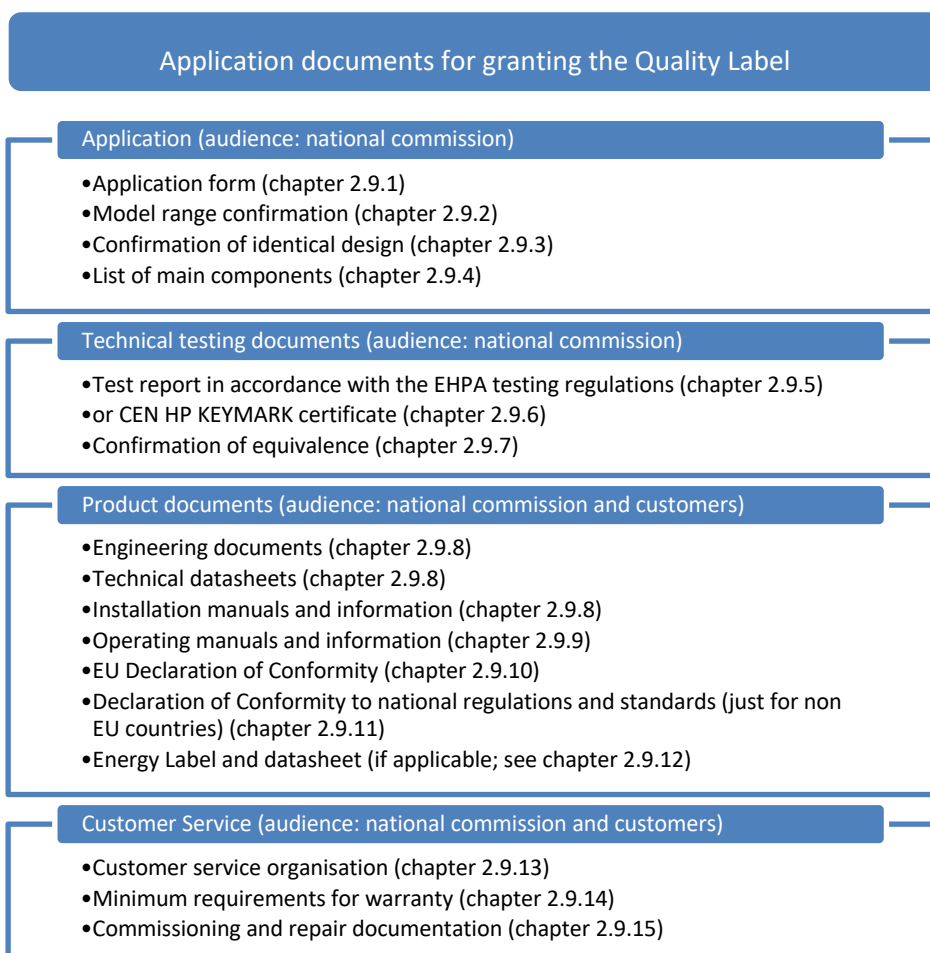 Application documents for granting the Quality Label
Application (audience: national commission)
•Application form (chapter 2.9.1)
•Model range confirmation (chapter 2.9.2)
•Confirmation of identical design (chapter 2.9.3)
•List of main components (chapter 2.9.4)
Technical testing documents (audience: national commission)
•Test report in accordance with the EHPA testing regulations (chapter 2.9.5)
•or CEN HP KEYMARK certificate (chapter 2.9.6)
•Confirmation of equivalence (chapter 2.9.7)
Product documents (audience: national commission and customers)
•Engineering documents (chapter 2.9.8)
•Technical datasheets (chapter 2.9.8)
•Installation manuals and information (chapter 2.9.8)
•Operating manuals and information (chapter 2.9.9)
•EU Declaration of Conformity (chapter 2.9.10)
•Declaration of Conformity to national regulations and standards (just for non
EU countries) (chapter 2.9.11)
•Energy Label and datasheet (if applicable; see chapter 2.9.12)
Customer Service (audience: national commission and customers)
•Customer service organisation (chapter 2.9.13)
•Minimum requirements for warranty (chapter 2.9.14)
•Commissioning and repair documentation (chapter 2.9.15)